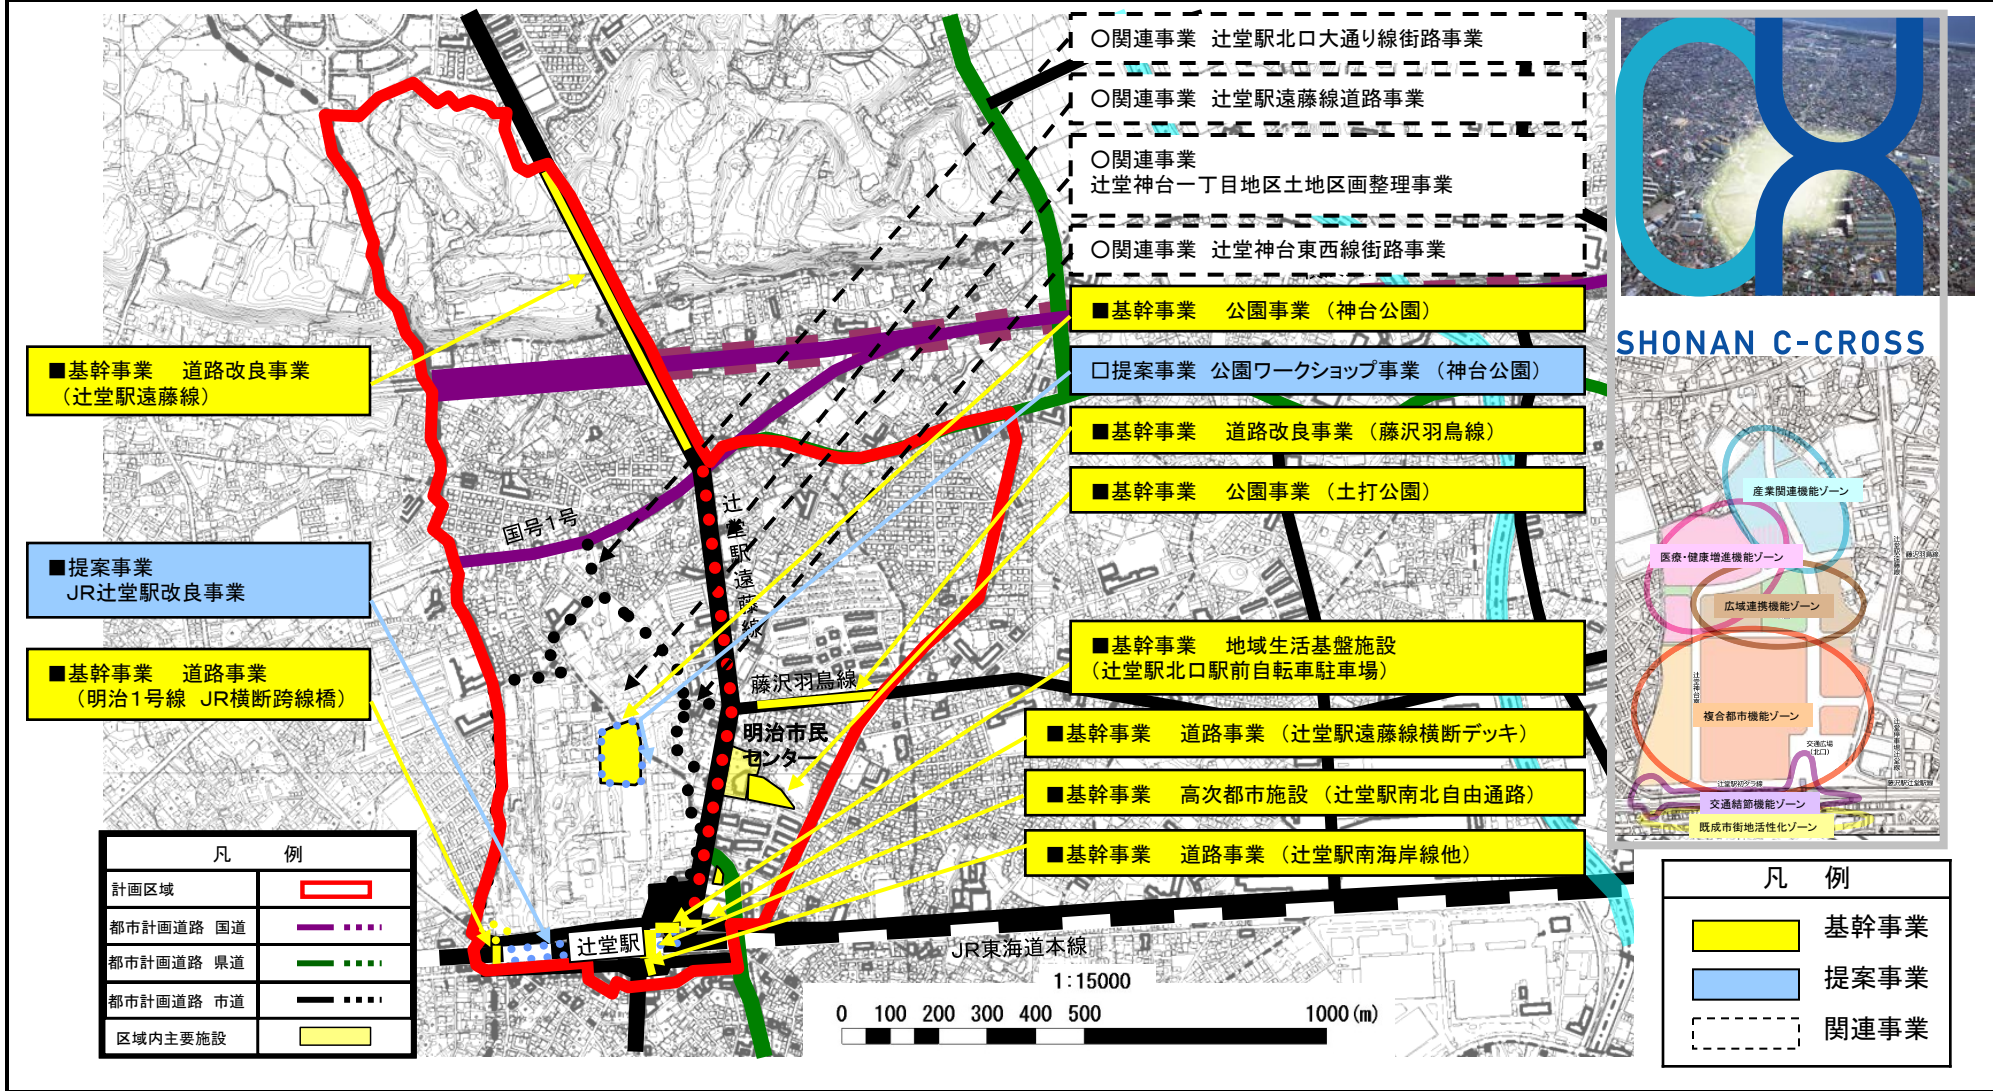 ○関連事業 辻堂駅北口大通り線街路事業
○関連事業 辻堂駅遠藤線道路事業
○関連事業
辻堂神台一丁目地区土地区画整理事業
○関連事業 辻堂神台東西線街路事業
■基幹事業 公園事業（神台公園）
□提案事業 公園ワークショップ事業（神台公園）
■基幹事業 道路改良事業（藤沢羽鳥線）
■基幹事業 公園事業（土打公園）
■基幹事業 地域生活基盤施設
（辻堂駅北口駅前自転車駐車場）
■基幹事業 道路事業（辻堂駅遠藤線横断デッキ）
■基幹事業 高次都市施設（辻堂駅南北自由通路）
■基幹事業 道路事業（辻堂駅南海岸線他）
■基幹事業 道路改良事業
（辻堂駅遠藤線）
■提案事業
JR辻堂駅改良事業
■基幹事業 道路事業
（明治1号線 JR横断跨線橋）
国号1号
辻堂駅遠藤線
藤沢羽鳥線
明治市民
センター
辻堂駅
JR東海道本線
1:15000
0 100 200 300 400 500 1000(m)
凡 例
計画区域
都市計画道路 国道
都市計画道路 県道
都市計画道路 市道
区域内主要施設
SHONAN C-CROSS
産業関連機能ゾーン
医療・健康増進機能ゾーン
広域連携機能ゾーン
複合都市機能ゾーン
交通広場
（北口）
交通結節機能ゾーン
既成市街地活性化ゾーン
辻堂駅遠藤線
藤沢羽鳥線
凡 例
基幹事業
提案事業
関連事業